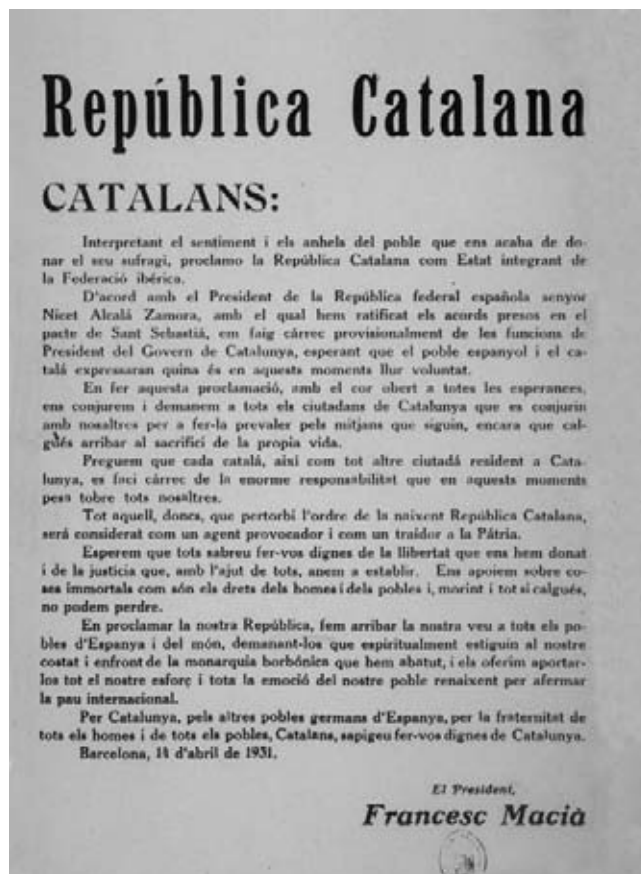 República Catalana
CATALANS:
Interpretant el sentiment i els anhels del poble que ens acaba de do-
nar el seu sufragi, proclamo la República Catalana com Estat integrant de
la Federació ibérica.
D'acord amb el President de la República federal española senyor
Nicet Alcalá Zamora, amb el qual hem ratificat els acords presos en el
pacte de Sant Sebastiá, em faig cárrec provisionalment de les funcions de
President del Govern de Catalunya, esperant que el poble espanyol i el ca-
talá expressaran quina és en aquests moments llur voluntat.
En fer aquesta proclamació, amb el cor obert a totes les esperances,
ens conjurem i demanem a tots els ciutadans de Catalunya que es conjurin
amb nosaltres per a fer-la prevaler pels mitjans que siguin, encara que cal-
gués arribar al sacrifici de la propia vida.
Preguem que cada catalá, aixi com tot altre ciutadá resident a Cata-
lunya, es faci cárrec de la enorme responsabilitat que en aquests moments
pesa tobre tots nosaltres.
Tot aquell, doncs, que pertorbi l'ordre de la naixent República Catalana,
será considerat com un agent provocador i com un traidor a la Pátria.
Esperem que tots sabreu fer-vos dignes de la llibertat que ens hem donat
i de la justicia que, amb l'ajut de tots, anem a establir. Ens apoiem sobre co-
ses immortals com són els drets dels homes i dels pobles i, morint i tot si calgués,
no podem perdre.
En proclamar la nostra República, fem arribar la nostra veu a tots els po-
bles d'Espanya i del món, demanant-los que espiritualment estiguin al nostre
costat i enfront de la monarquia borbónica que hem abatut, i els oferim aportar-
los tot el nostre esforç i tota la emoció del nostre poble renaixent per afermar
la pau internacional.
Per Catalunya, pels altres pobles germans d'Espanya, per la fraternitat de
tots els homes i de tots els pobles, Catalans, sapigeu fer-vos dignes de Catalunya.
Barcelona, 14 d'abril de 1931.
El President,
Francesc Macià